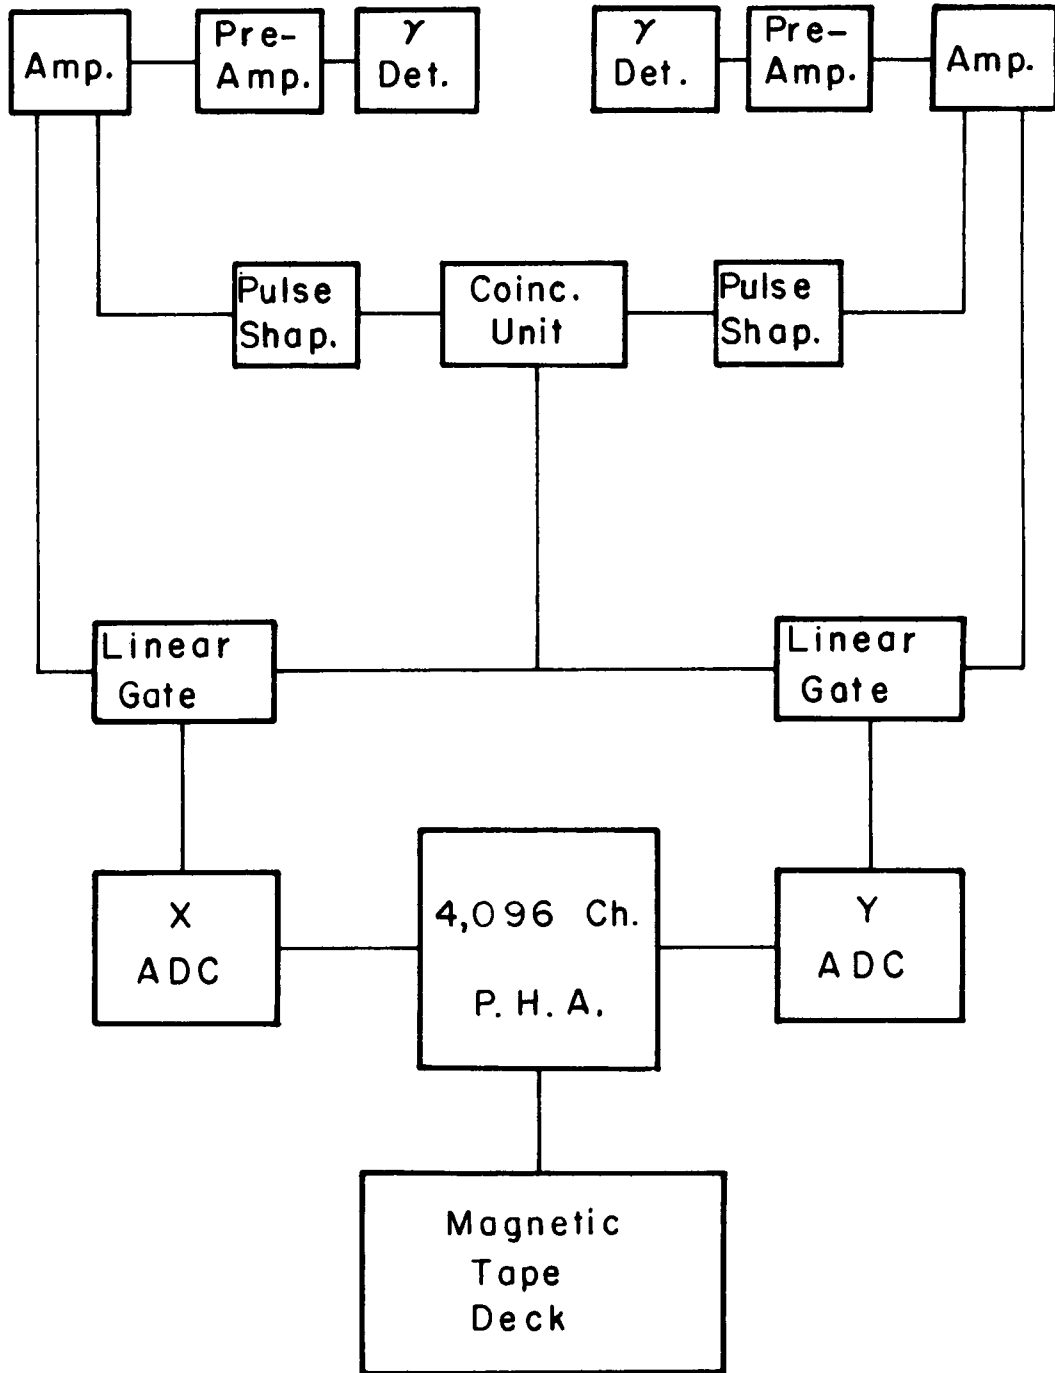 Amp.
Pre-
Amp.
γ
Det.
γ
Det.
Pre-
Amp.
Amp.
Pulse
Shap.
Coinc.
Unit
Pulse
Shap.
Linear
Gate
Linear
Gate
X
ADC
4,096 Ch.
P. H. A.
Y
ADC
Magnetic
Tape
Deck